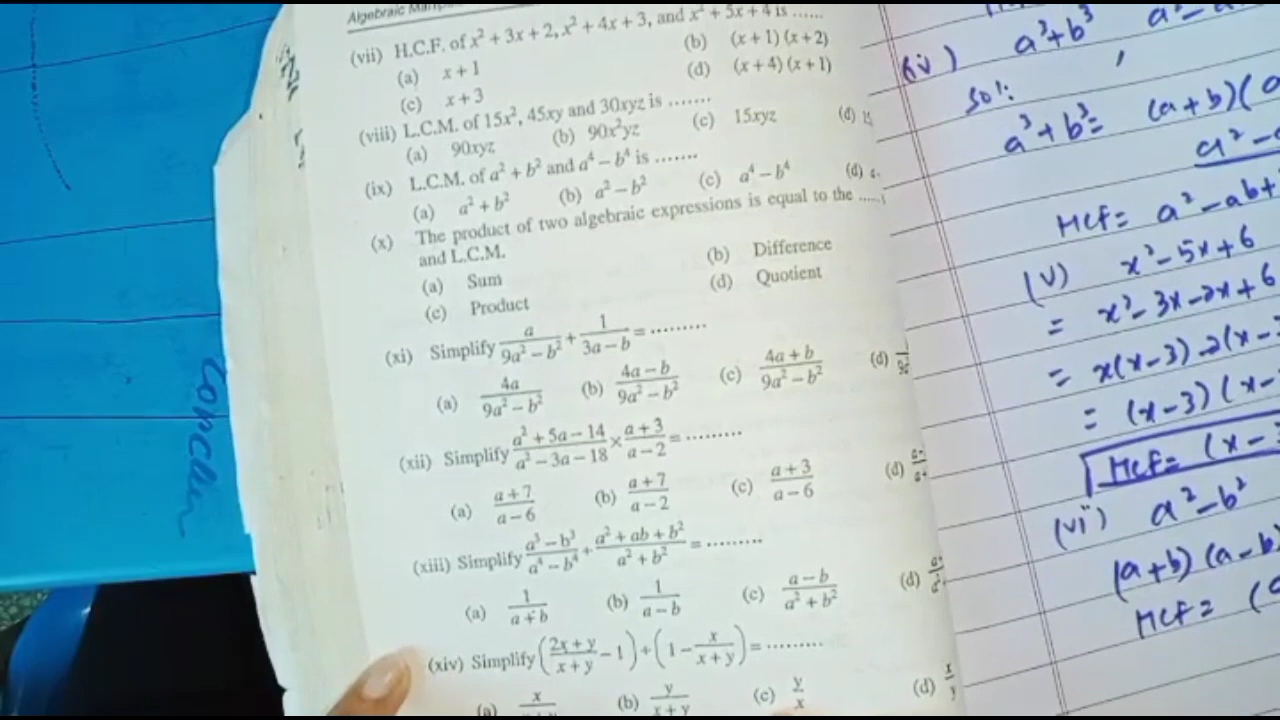 Algebraic Manip
(vii) H.C.F. of x² + 3x + 2, x² + 4x + 3, and x² + 5x + 4 is ......
(a) x + 1 (b) (x + 1) (x + 2)
(c) x + 3 (d) (x + 4) (x + 1)
(viii) L.C.M. of 15x², 45xy and 30xyz is .......
(a) 90xyz (b) 90x²yz (c) 15xyz (d)
(ix) L.C.M. of a² + b² and a⁴ – b⁴ is .......
(a) a² + b² (b) a² – b² (c) a⁴ – b⁴ (d)
(x) The product of two algebraic expressions is equal to the ......
and L.C.M.
(a) Sum (b) Difference
(c) Product (d) Quotient
(xi) Simplify a/(9a² – b²) + 1/(3a – b) = .........
(a) 4a/(9a² – b²) (b) (4a – b)/(9a² – b²) (c) (4a + b)/(9a² – b²) (d)
(xii) Simplify (a² + 5a – 14)/(a² – 3a – 18) × (a + 3)/(a – 2) = .........
(a) (a + 7)/(a – 6) (b) (a + 7)/(a – 2) (c) (a + 3)/(a – 6) (d)
(xiii) Simplify (a³ – b³)/(a⁴ – b⁴) ÷ (a² + ab + b²)/(a² + b²) = .........
(a) 1/(a + b) (b) 1/(a – b) (c) (a – b)/(a² + b²) (d)
(xiv) Simplify ((2x + y)/(x + y) – 1) ÷ (1 – x/(x + y)) = .........
(a) x (b) y/(x + y) (c) y/x (d) x/y
(iv) a³ + b³ , a² –
Sol:
a³ + b³ = (a + b) (
a² –
HCF = a² – ab +
(v) x² – 5x + 6
= x² – 3x – 2x + 6
= x(x – 3) – 2(x –
= (x – 3) (x –
HCF = (x –
(vi) a² – b²
(a + b) (a – b)
HCF = (